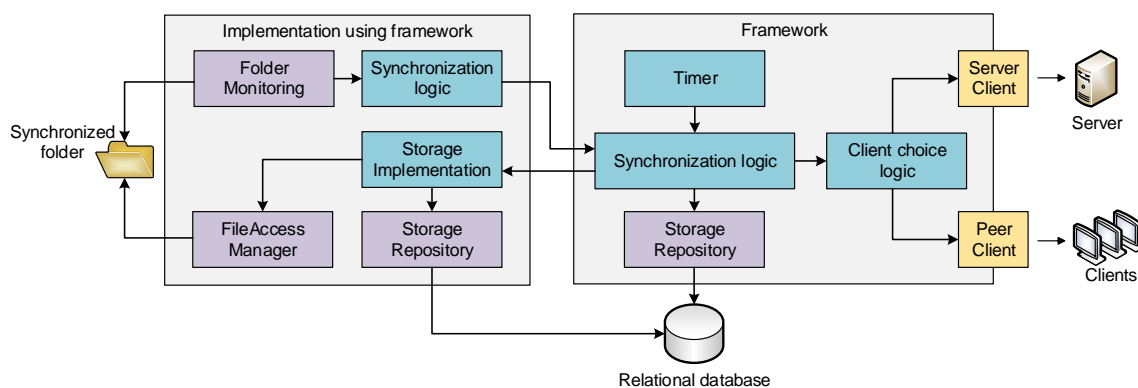 Implementation using framework
Framework
Folder
Monitoring
Synchronization
logic
Timer
Server
Client
Server
Synchronized
folder
Storage
Implementation
Synchronization logic
Client choice
logic
FileAccess
Manager
Storage
Repository
Storage
Repository
Peer
Client
Clients
Relational database